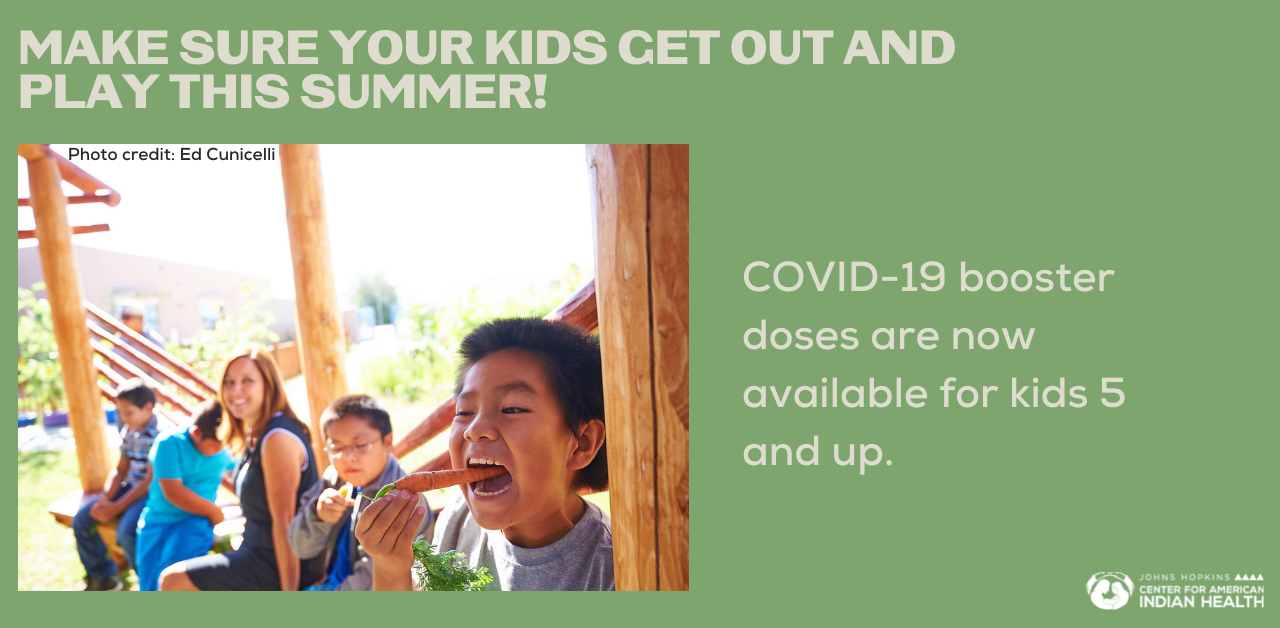 MAKE SURE YOUR KIDS GET OUT AND
PLAY THIS SUMMER!
Photo credit: Ed Cunicelli
COVID-19 booster
doses are now
available for kids 5
and up.
JOHNS HOPKINS
CENTER FOR AMERICAN
INDIAN HEALTH